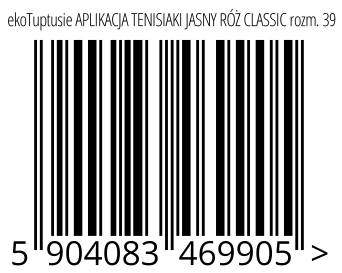 ekoTuptusie APLIKACJA TENISIAKI JASNY RÓŻ CLASSIC rozm. 39
5 904083 469905 >